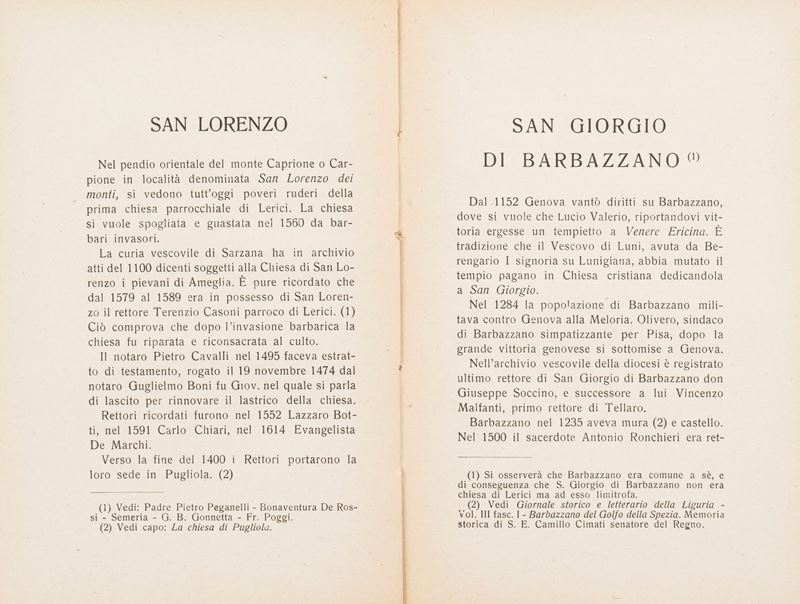 SAN LORENZO
Nel pendio orientale del monte Caprione o Car-
pione in località denominata San Lorenzo dei
monti, si vedono tutt'oggi poveri ruderi della
prima chiesa parrocchiale di Lerici. La chiesa
si vuole spogliata e guastata nel 1560 da bar-
bari invasori.
La curia vescovile di Sarzana ha in archivio
atti del 1100 dicenti soggetti alla Chiesa di San Lo-
renzo i pievani di Ameglia. È pure ricordato che
dal 1579 al 1589 era in possesso di San Loren-
zo il rettore Terenzio Casoni parroco di Lerici. (1)
Ciò comprova che dopo l'invasione barbarica la
chiesa fu riparata e riconsacrata al culto.
Il notaro Pietro Cavalli nel 1495 faceva estrat-
to di testamento, rogato il 19 novembre 1474 dal
notaro Guglielmo Boni fu Giov. nel quale si parla
di lascito per rinnovare il lastrico della chiesa.
Rettori ricordati furono nel 1552 Lazzaro Bot-
ti, nel 1591 Carlo Chiari, nel 1614 Evangelista
De Marchi.
Verso la fine del 1400 i Rettori portarono la
loro sede in Pugliola. (2)
(1) Vedi: Padre Pietro Peganelli - Bonaventura De Ros-
si - Semeria - G. B. Gonnetta - Fr. Poggi.
(2) Vedi capo: La chiesa di Pugliola.
SAN GIORGIO
DI BARBAZZANO (1)
Dal 1152 Genova vantò diritti su Barbazzano,
dove si vuole che Lucio Valerio, riportandovi vit-
toria ergesse un tempietto a Venere Ericina. È
tradizione che il Vescovo di Luni, avuta da Be-
rengario I signoria su Lunigiana, abbia mutato il
tempio pagano in Chiesa cristiana dedicandola
a San Giorgio.
Nel 1284 la popolazione di Barbazzano mili-
tava contro Genova alla Meloria. Olivero, sindaco
di Barbazzano simpatizzante per Pisa, dopo la
grande vittoria genovese si sottomise a Genova.
Nell'archivio vescovile della diocesi è registrato
ultimo rettore di San Giorgio di Barbazzano don
Giuseppe Soccino, e successore a lui Vincenzo
Malfanti, primo rettore di Tellaro.
Barbazzano nel 1235 aveva mura (2) e castello.
Nel 1500 il sacerdote Antonio Ronchieri era ret-
(1) Si osserverà che Barbazzano era comune a sè, e
di conseguenza che S. Giorgio di Barbazzano non era
chiesa di Lerici ma ad esso limitrofa.
(2) Vedi Giornale storico e letterario della Liguria -
Vol. III fasc. I - Barbazzano del Golfo della Spezia. Memoria
storica di S. E. Camillo Cimati senatore del Regno.